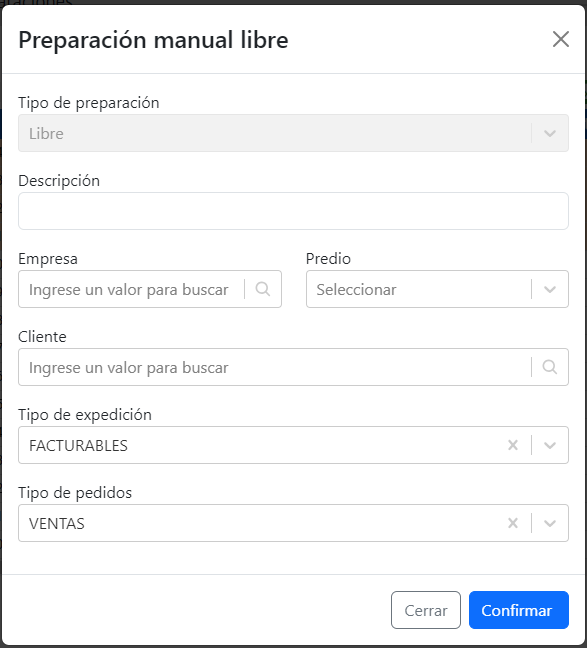 Preparación manual libre
Tipo de preparación
Libre
Descripción
Empresa
Predio
Ingrese un valor para buscar
Seleccionar
Cliente
Ingrese un valor para buscar
Tipo de expedición
FACTURABLES
Tipo de pedidos
VENTAS
Cerrar
Confirmar